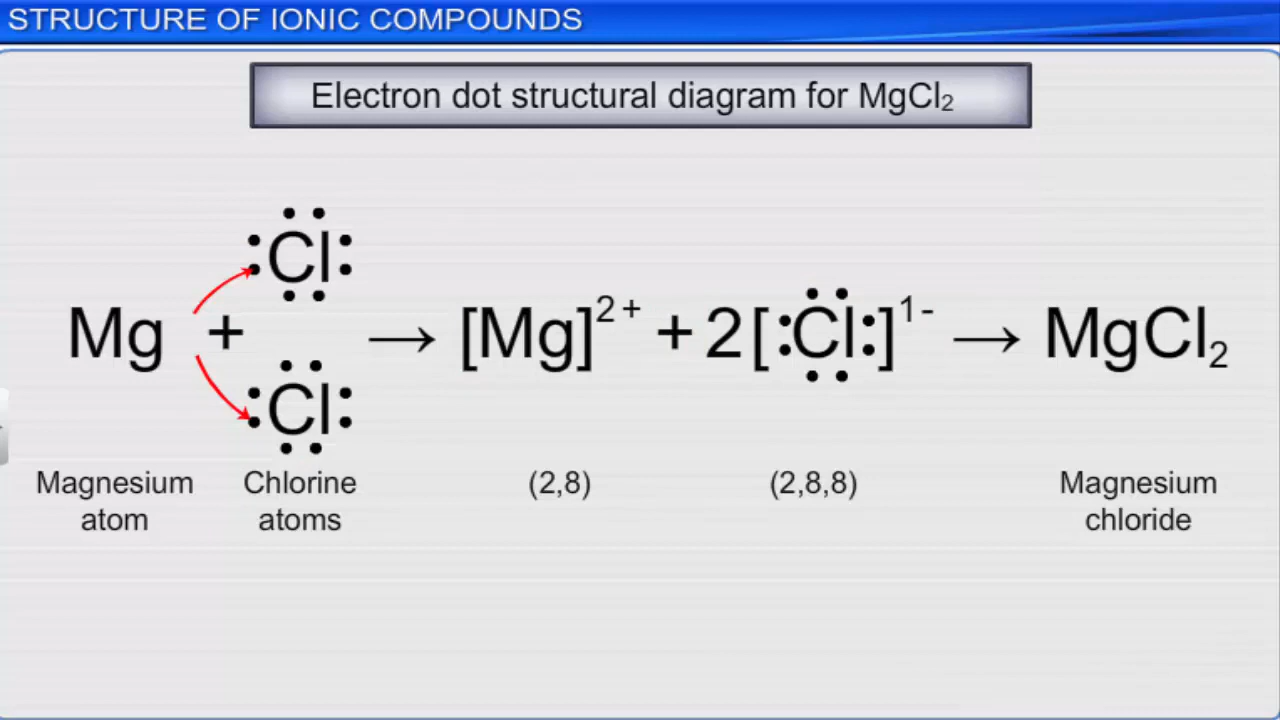 STRUCTURE OF IONIC COMPOUNDS
Electron dot structural diagram for MgCl₂
Cl
Mg + → [Mg]²⁺ + 2[Cl]¹⁻ → MgCl₂
Cl
Magnesium atom
Chlorine atoms
(2,8)
(2,8,8)
Magnesium chloride